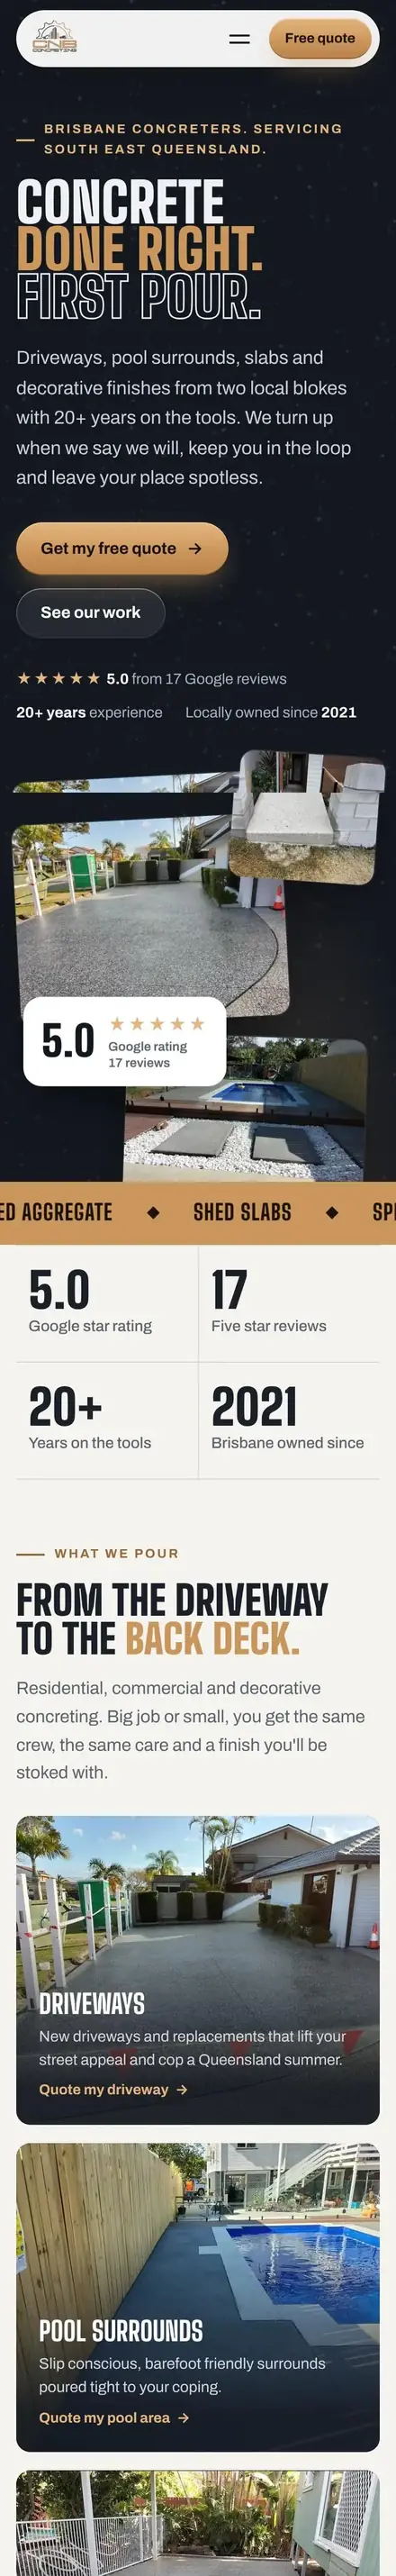 CNB
CONCRETING
Free quote
BRISBANE CONCRETERS. SERVICING
SOUTH EAST QUEENSLAND.
CONCRETE
DONE RIGHT.
FIRST POUR.
Driveways, pool surrounds, slabs and
decorative finishes from two local blokes
with 20+ years on the tools. We turn up
when we say we will, keep you in the loop
and leave your place spotless.
Get my free quote →
See our work
★★★★★ 5.0 from 17 Google reviews
20+ years experience Locally owned since 2021
5.0 ★★★★★
Google rating
17 reviews
ED AGGREGATE ◆ SHED SLABS ◆ SP
5.0 17
Google star rating Five star reviews
20+ 2021
Years on the tools Brisbane owned since
WHAT WE POUR
FROM THE DRIVEWAY
TO THE BACK DECK.
Residential, commercial and decorative
concreting. Big job or small, you get the same
crew, the same care and a finish you'll be
stoked with.
DRIVEWAYS
New driveways and replacements that lift your
street appeal and cop a Queensland summer.
Quote my driveway →
POOL SURROUNDS
Slip conscious, barefoot friendly surrounds
poured tight to your coping.
Quote my pool area →